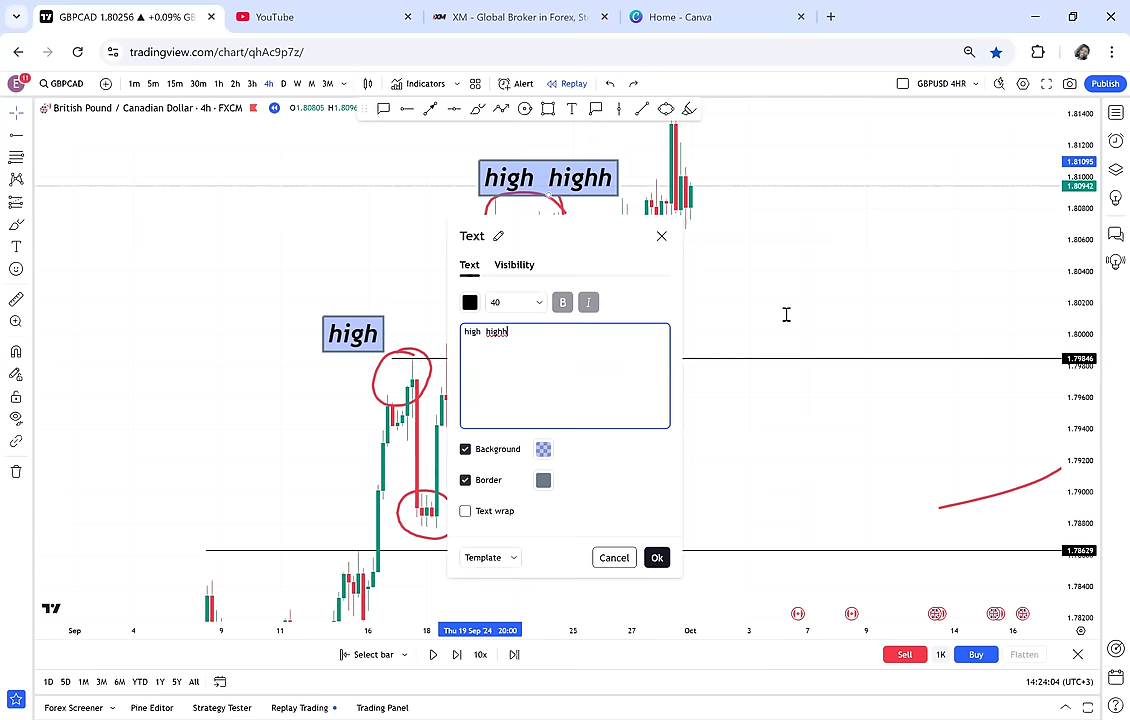 GBPCAD 1.80256 ▲ +0.09% GB
YouTube
XM - Global Broker in Forex, St
Home - Canva
tradingview.com/chart/qhAc9p7z/
E 11
GBPCAD
1m 5m 15m 30m 1h 2h 3h 4h D W M 3M
Indicators
Alert
Replay
GBPUSD 4HR
Publish
British Pound / Canadian Dollar · 4h · FXCM
O1.80805 H1.8096
1.81400
1.81200
1.81095
1.81000
1.80942
1.80800
1.80600
1.80400
1.80200
1.80000
1.79846
1.79800
1.79600
1.79400
1.79200
1.79000
1.78800
1.78629
1.78400
1.78200
high highh
high
Text
Text Visibility
40
B
I
high highh
Background
Border
Text wrap
Template
Cancel
Ok
Sep 4 9 11 16 18 Thu 19 Sep '24 20:00 25 27 Oct 3 7 9 14 16
Select bar
10x
Sell
1K
Buy
Flatten
1D 5D 1M 3M 6M YTD 1Y 5Y All
14:24:04 (UTC+3)
Forex Screener
Pine Editor
Strategy Tester
Replay Trading
Trading Panel